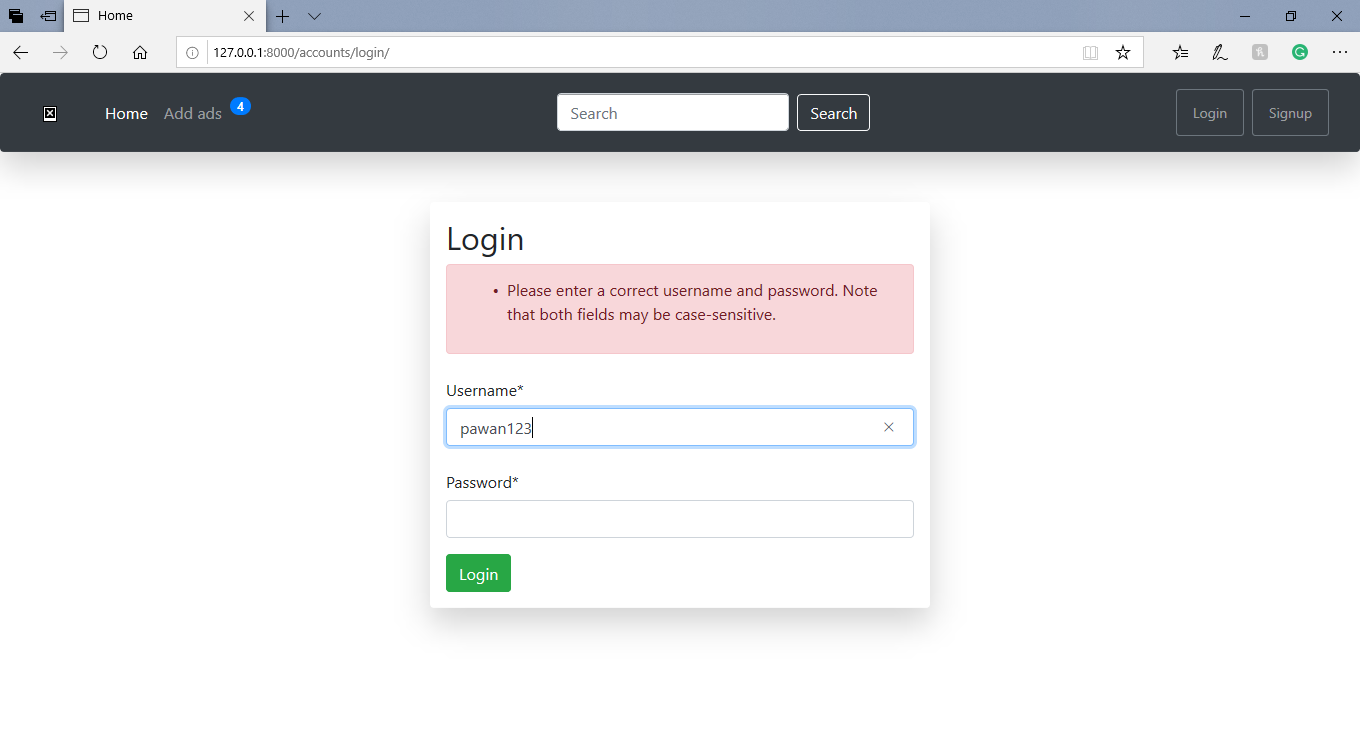 Home
127.0.0.1:8000/accounts/login/
Home Add ads 4 Search Search Login Signup
Login
• Please enter a correct username and password. Note
that both fields may be case-sensitive.
Username*
pawan123
Password*
Login